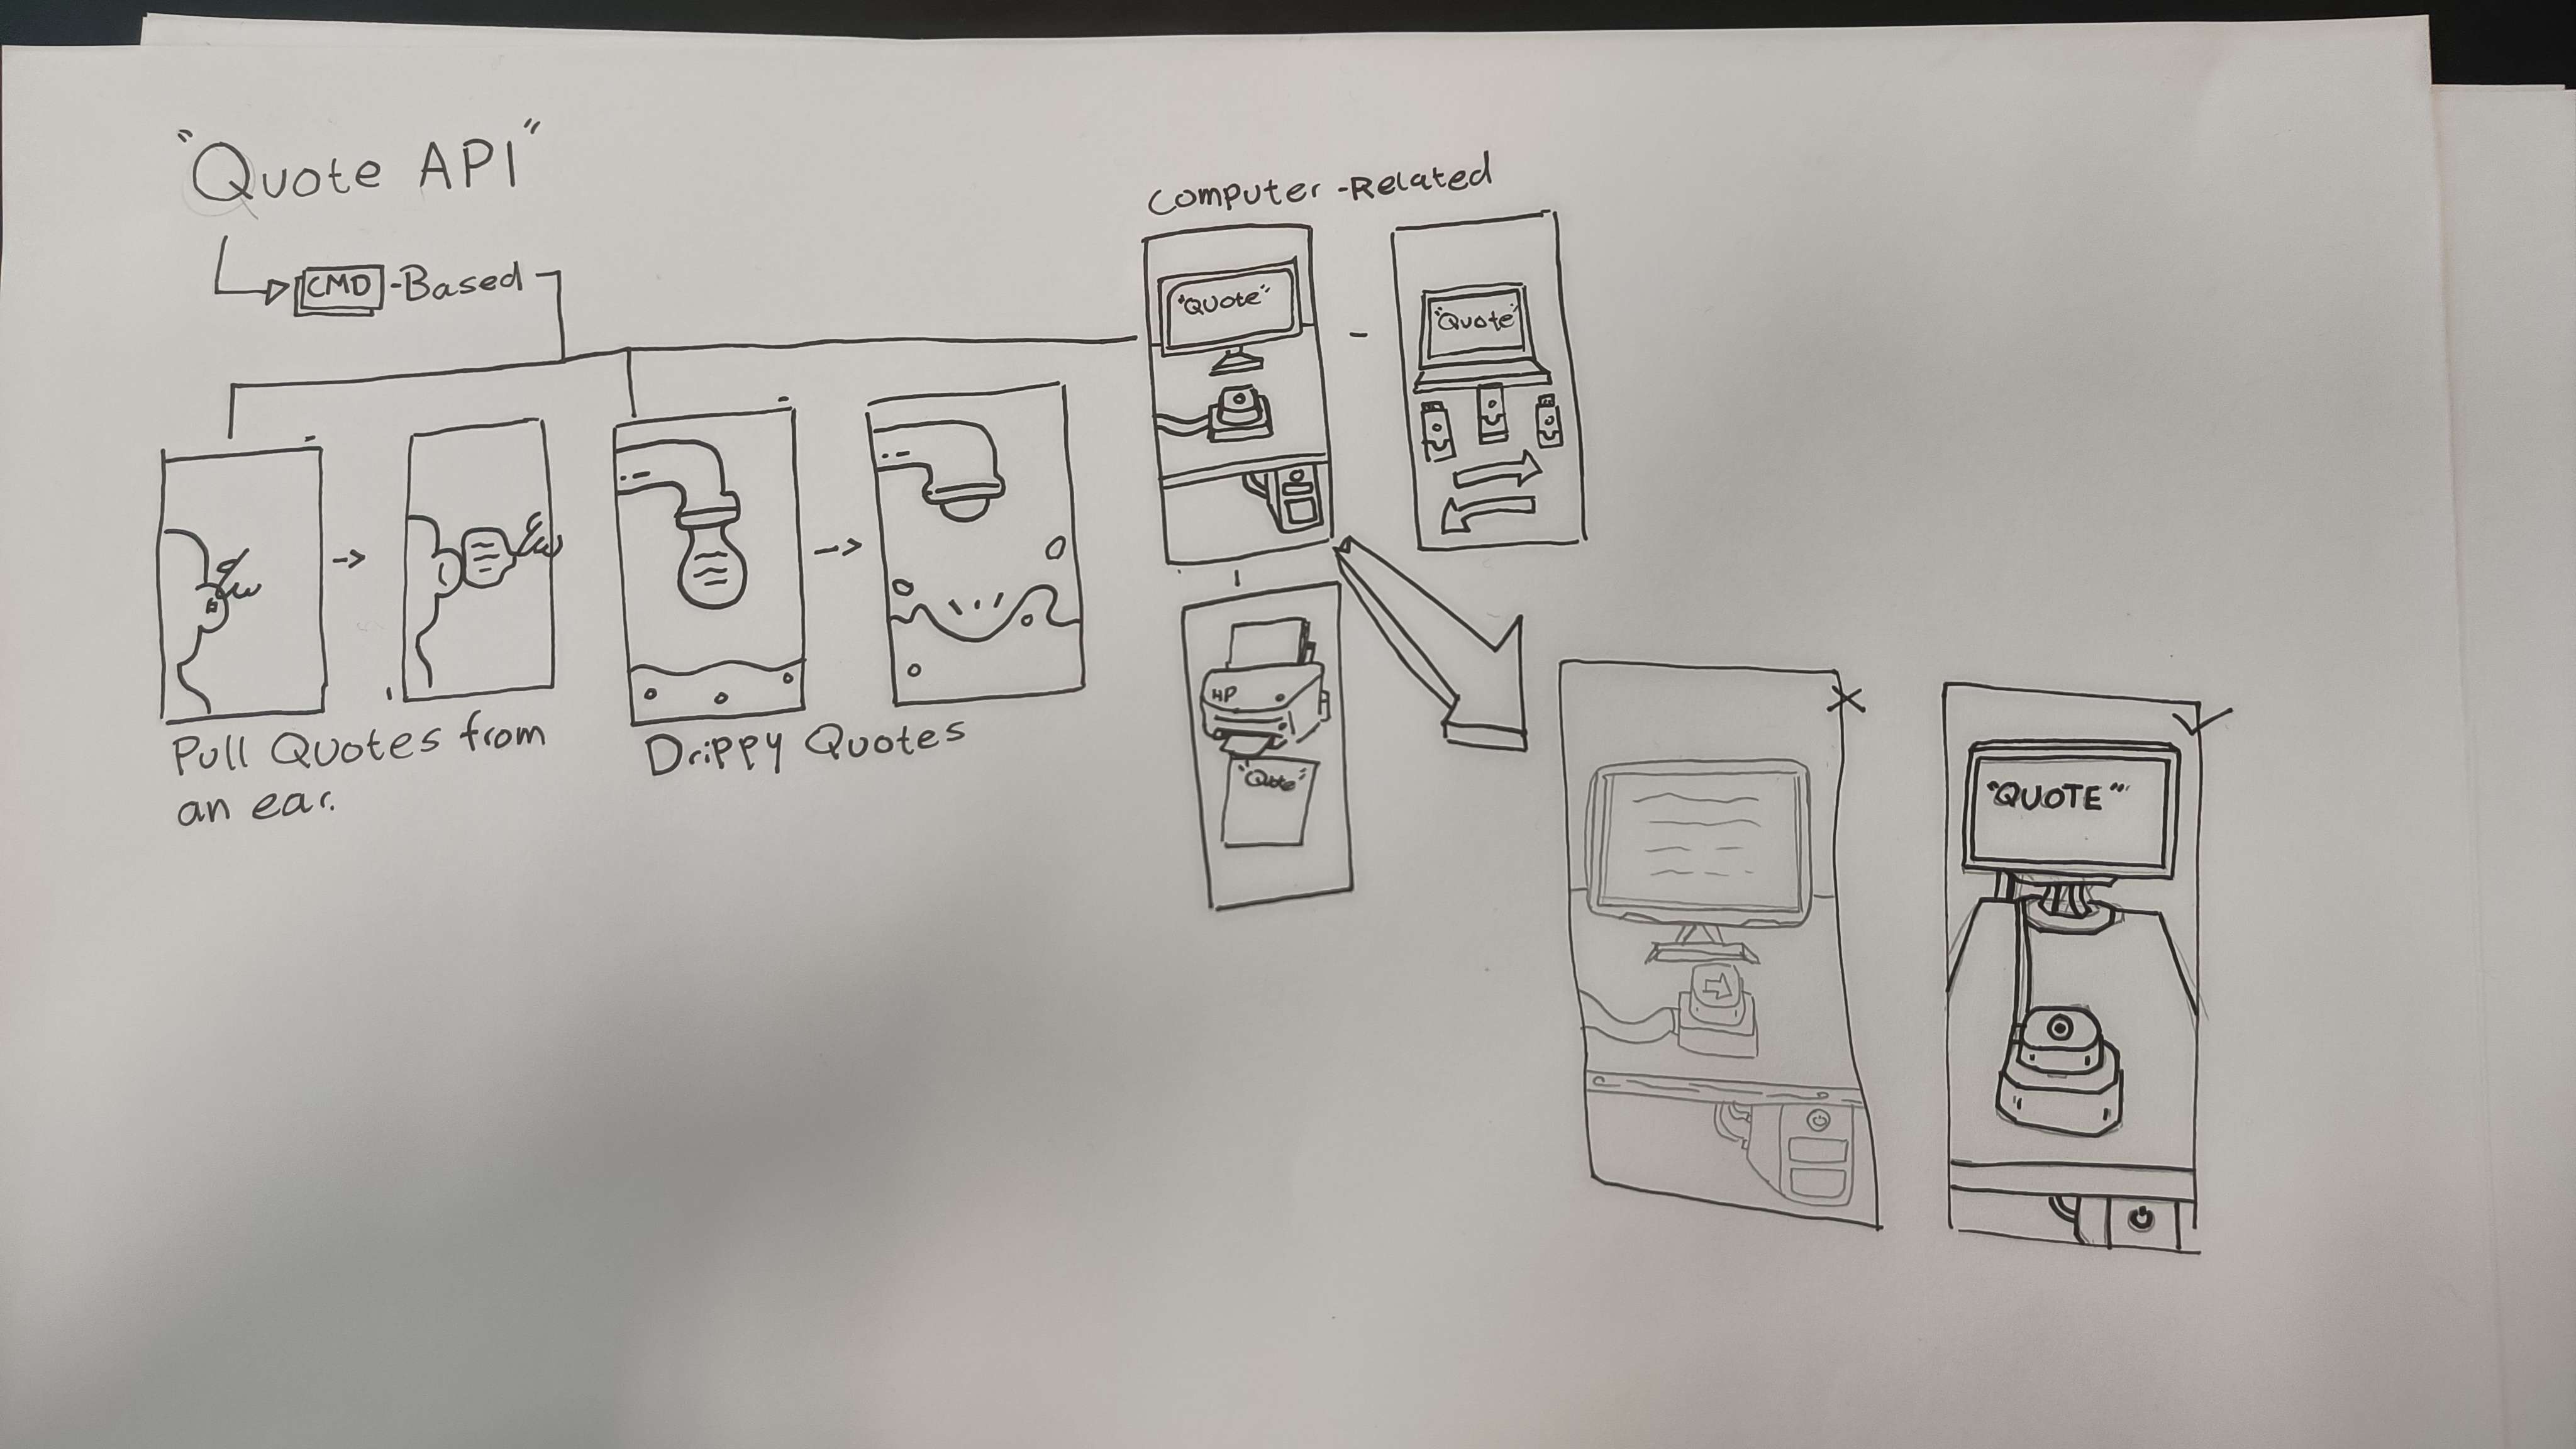 "Quote API"
CMD-Based
Pull Quotes from
an ear.
Drippy Quotes
Computer-Related
"QUOTE"
"Quote"
HP
"Quote"
"QUOTE"